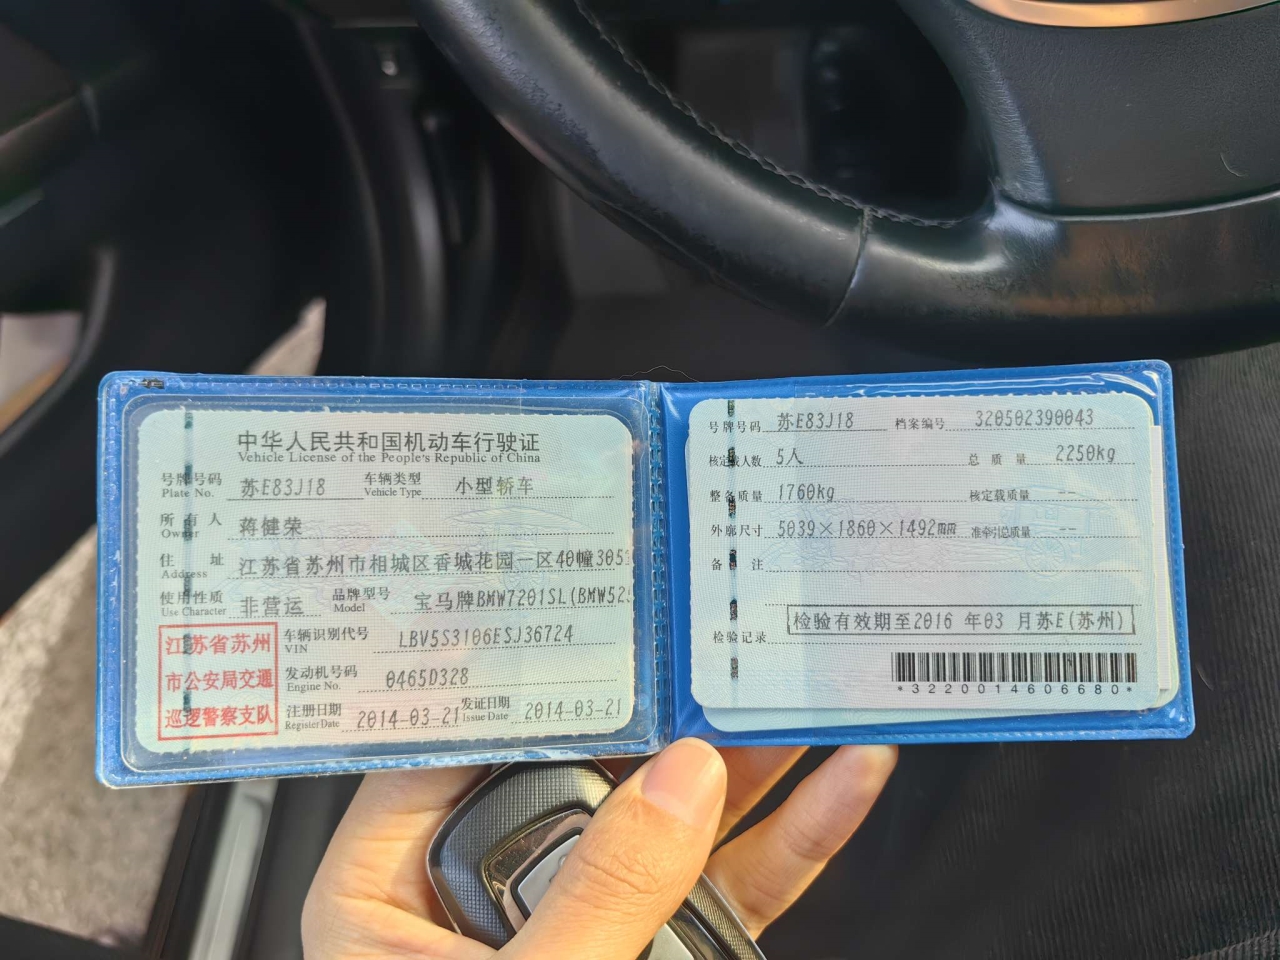 中华人民共和国机动车行驶证
Vehicle License of the People's Republic of China
号牌号码 苏E83J18 车辆类型 小型轿车
Plate No. Vehicle Type
所有人 蒋健荣
Owner
住址 江苏省苏州市相城区香城花园一区40幢305
Address
使用性质 非营运 品牌型号 宝马牌BMW7201SL(BMW52
Use Character Model
江苏省苏州
市公安局交通
巡逻警察支队
车辆识别代号 LBV5S3106ESJ36724
VIN
发动机号码 0465D328
Engine No.
注册日期 2014-03-21 发证日期 2014-03-21
Register Date Issue Date
号牌号码 苏E83J18 档案编号 320502390043
核定载人数 5人 总质量 2250kg
整备质量 1760kg 核定载质量 --
外廓尺寸 5039×1860×1492mm 准牵引总质量 --
备注
检验有效期至2016 年03 月苏E(苏州)
检验记录
*3220014606680*